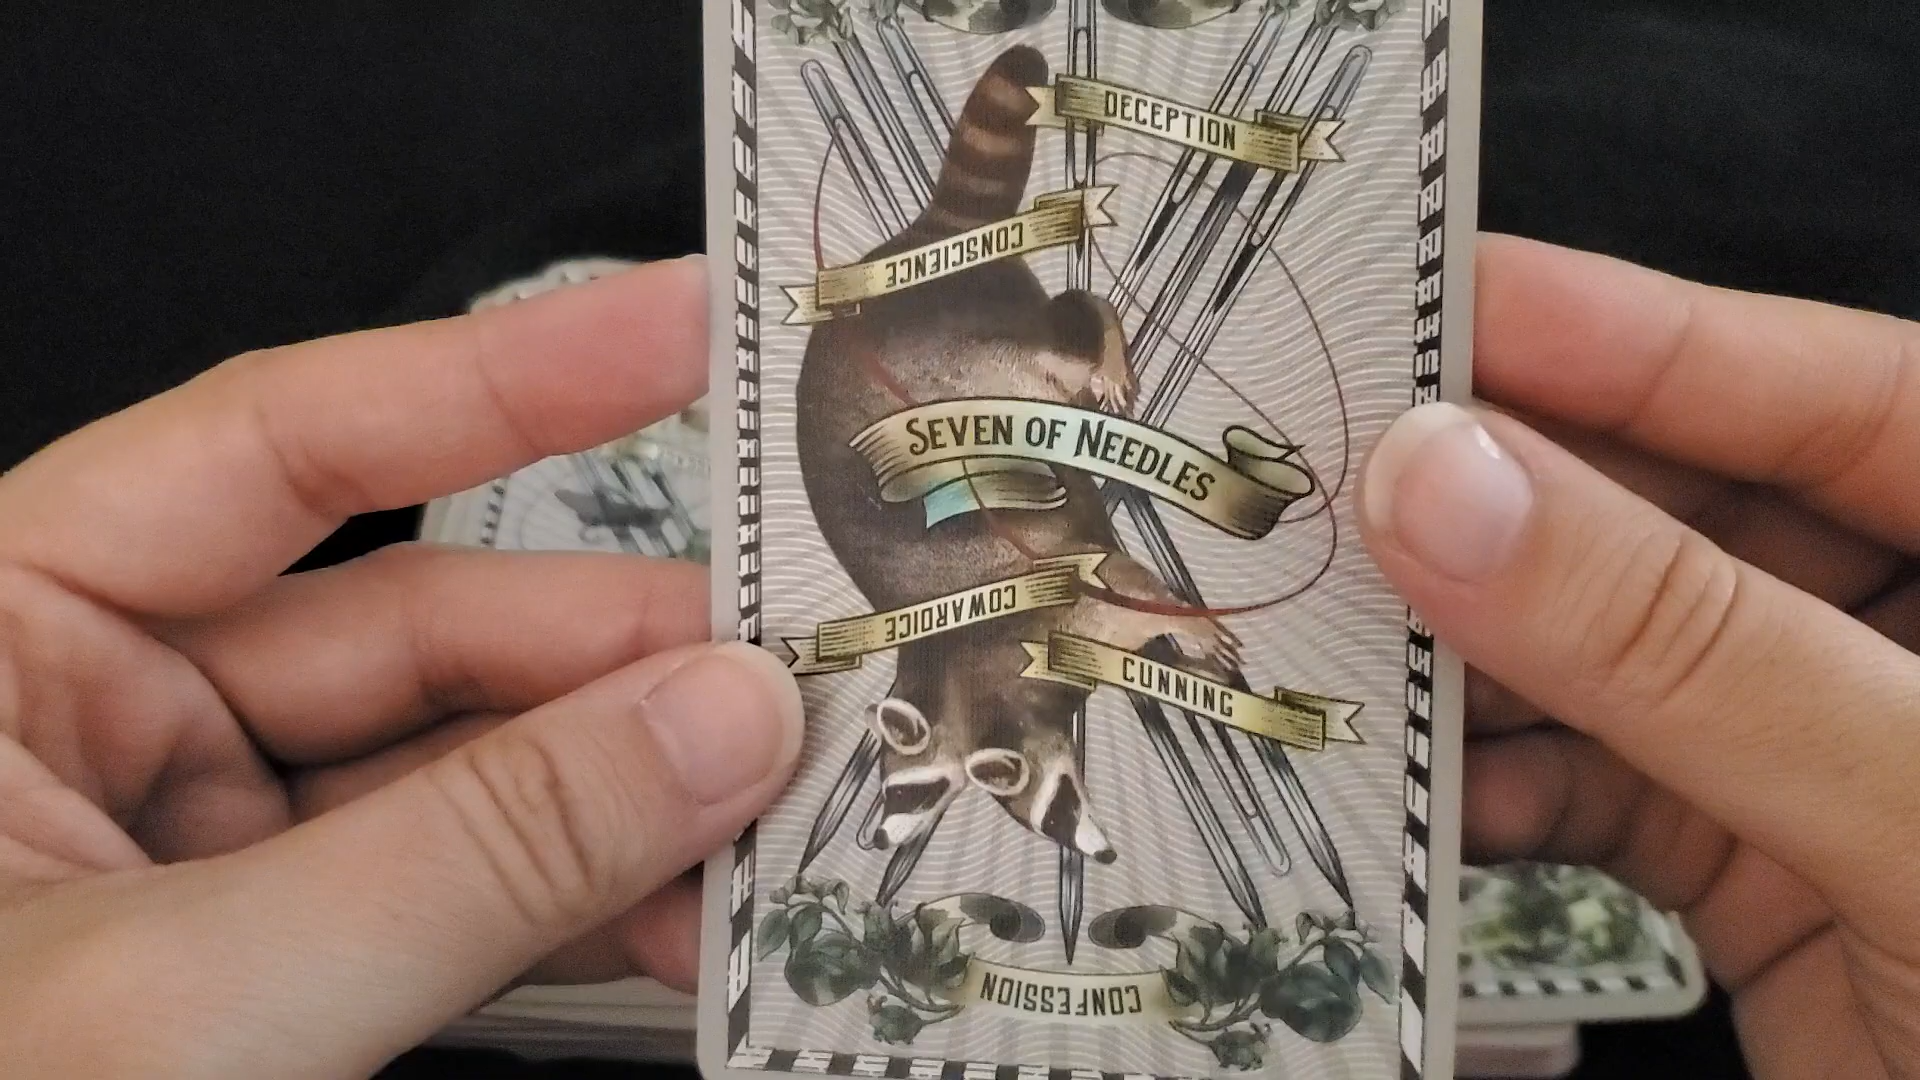 DECEPTION
CONSCIENCE
SEVEN OF NEEDLES
COWARDICE
CUNNING
CONFESSION